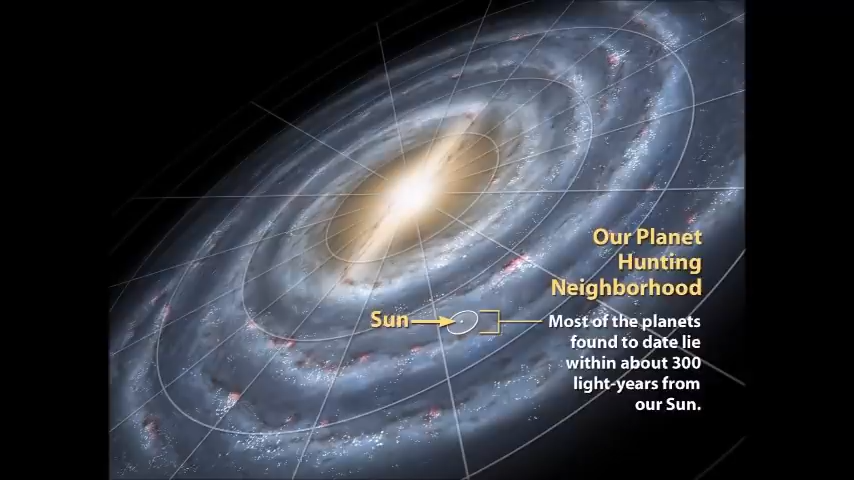 Our Planet
Hunting
Neighborhood
Sun
Most of the planets
found to date lie
within about 300
light-years from
our Sun.